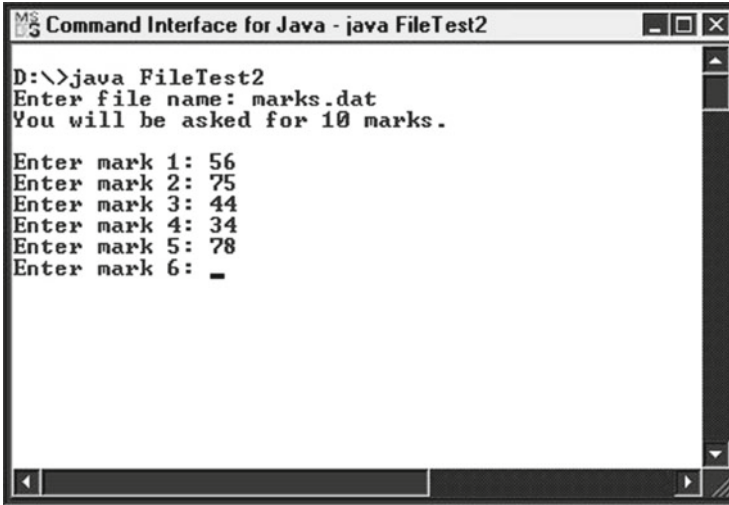 MS DOS Command Interface for Java - java FileTest2
D:\>java FileTest2
Enter file name: marks.dat
You will be asked for 10 marks.
Enter mark 1: 56
Enter mark 2: 75
Enter mark 3: 44
Enter mark 4: 34
Enter mark 5: 78
Enter mark 6: _